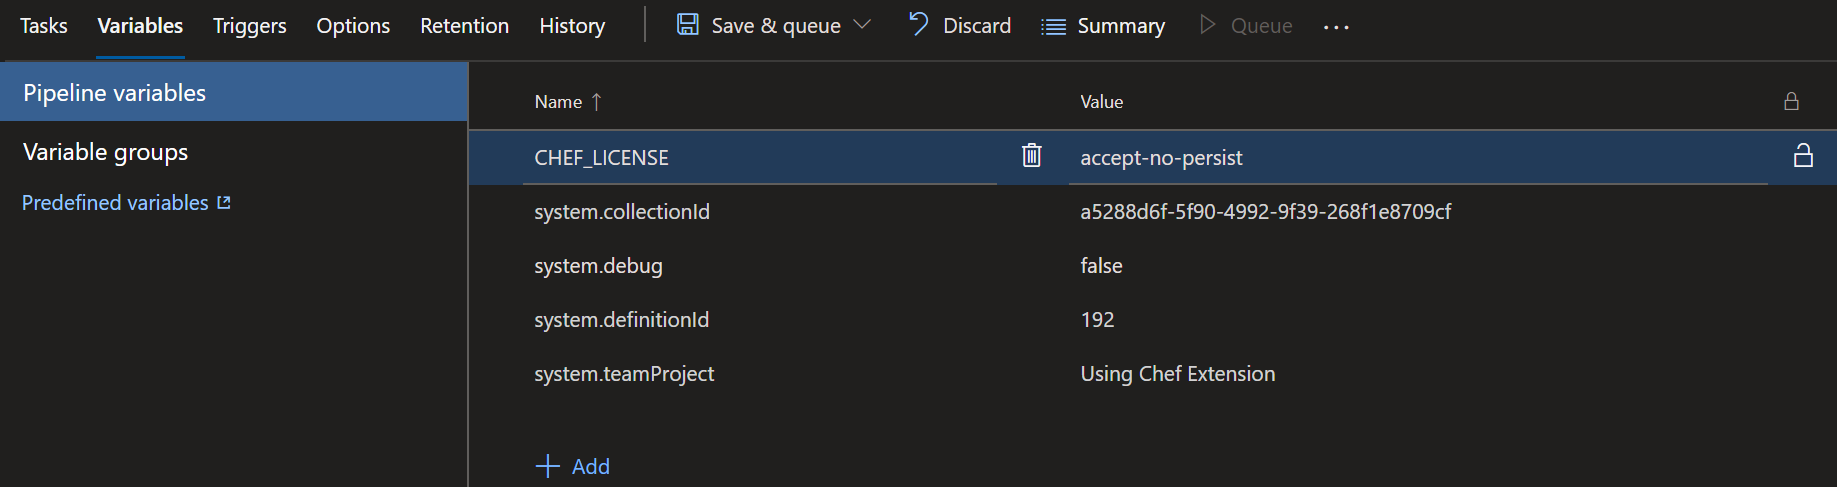 Tasks Variables Triggers Options Retention History Save & queue Discard Summary Queue ...
Pipeline variables
Variable groups
Predefined variables
Name Value
CHEF_LICENSE accept-no-persist
system.collectionId a5288d6f-5f90-4992-9f39-268f1e8709cf
system.debug false
system.definitionId 192
system.teamProject Using Chef Extension
Add